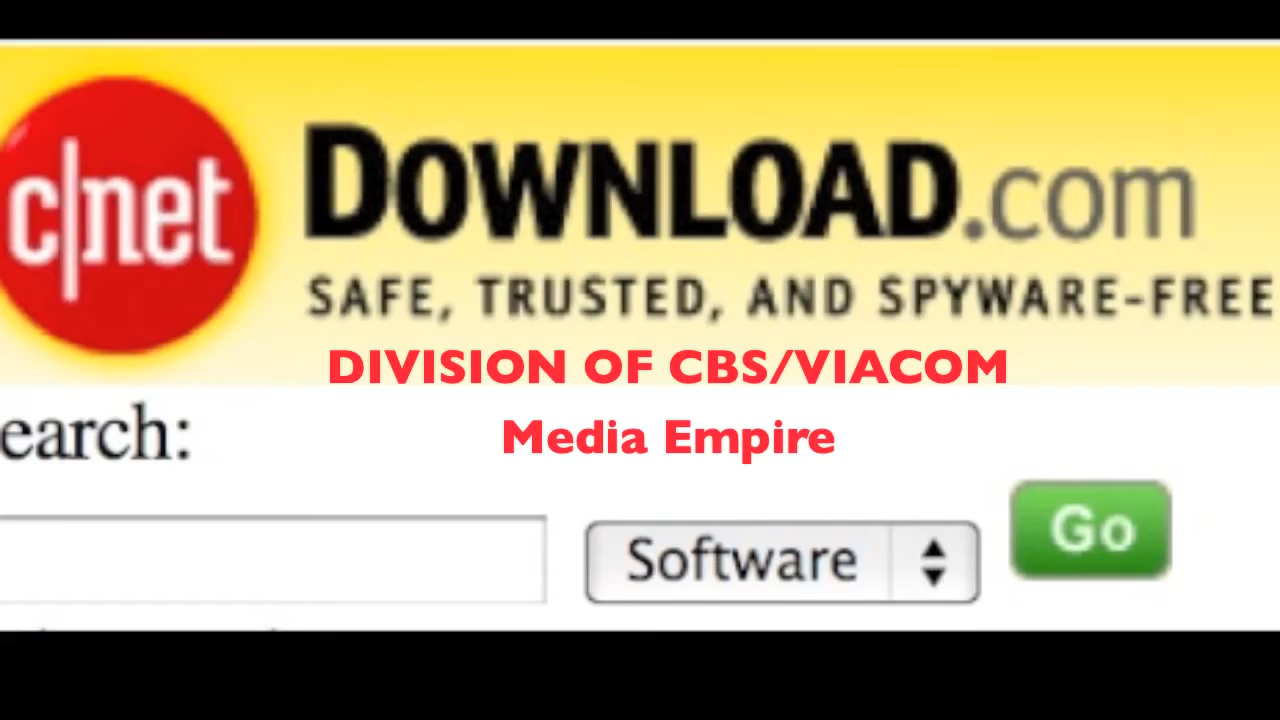 c|net
DOWNLOAD.com
SAFE, TRUSTED, AND SPYWARE-FREE
DIVISION OF CBS/VIACOM
earch:
Media Empire
Software
Go